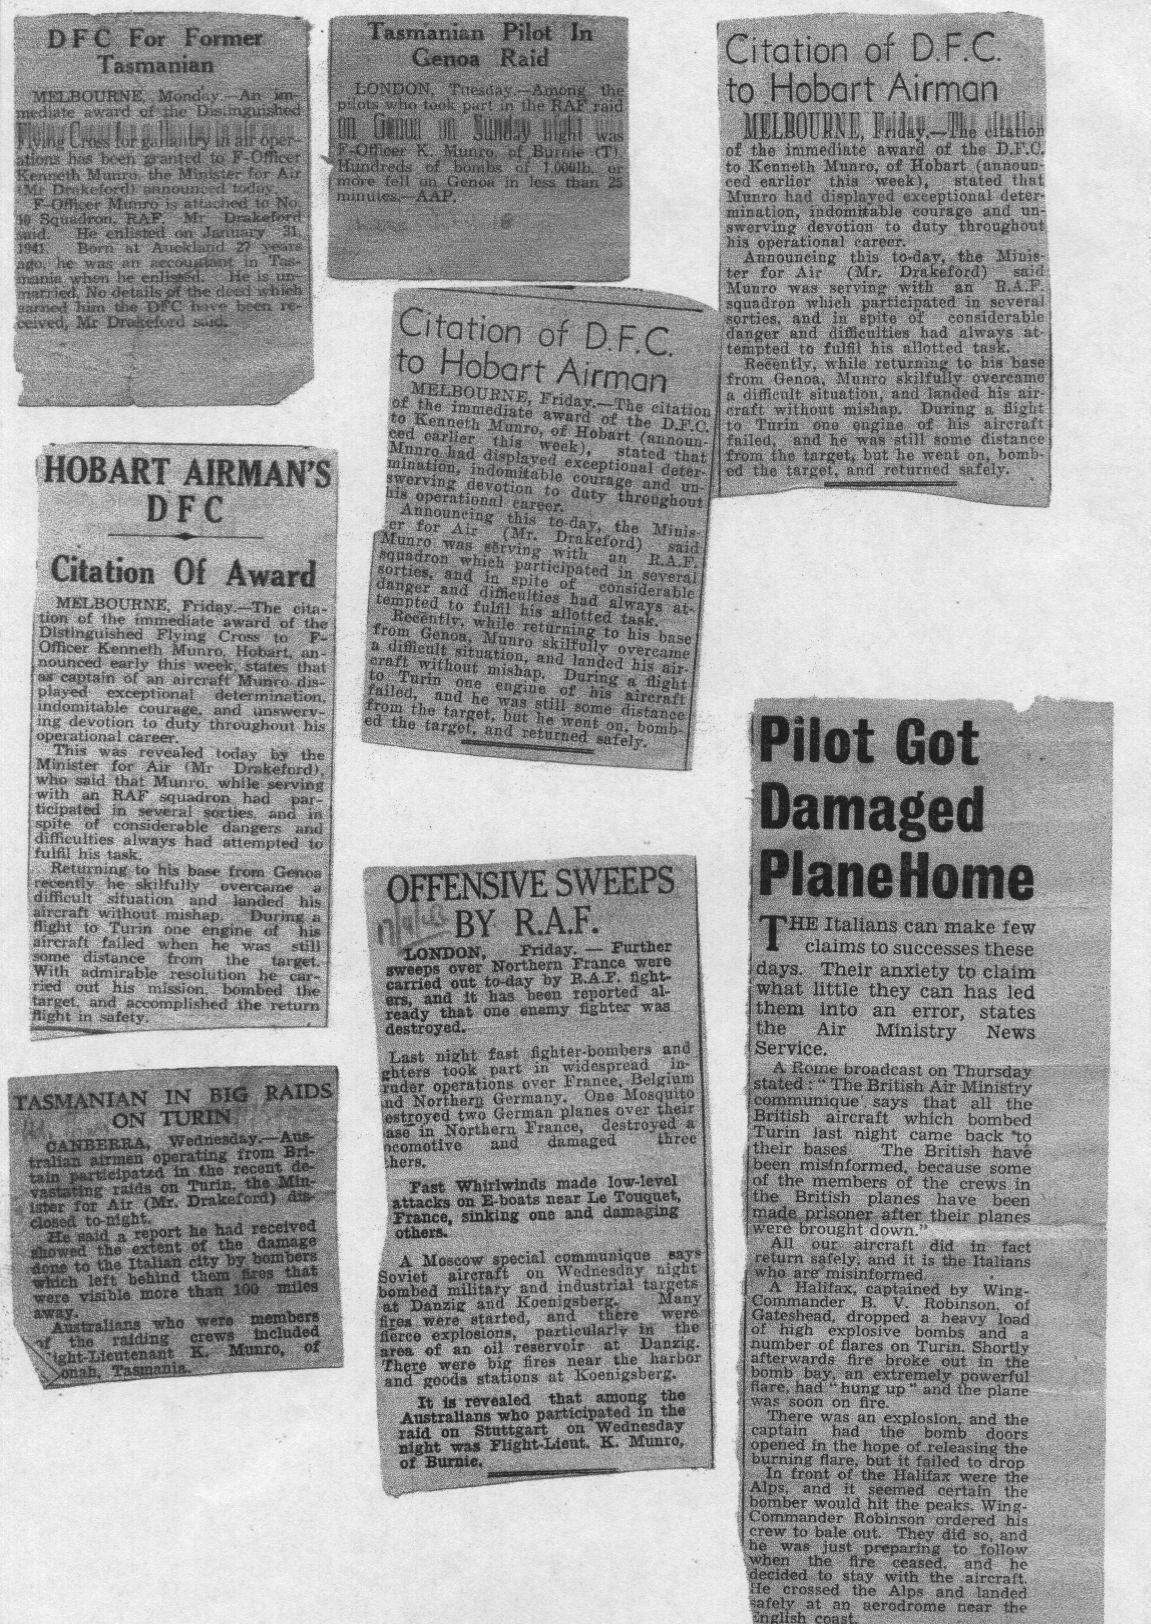 DFC For Former
Tasmanian
MELBOURNE, Monday.—An im-
mediate award of the Distinguished
Flying Cross for gallantry in air oper-
ations has been granted to F-Officer
Kenneth Munro, the Minister for Air
(Mr Drakeford) announced today.
F-Officer Munro is attached to No.
10 Squadron, RAF. Mr Drakeford
said. He enlisted on January 31,
1941. Born at Auckland 27 years
ago, he was an accountant in Tas-
mania when he enlisted. He is un-
married. No details of the deed which
earned him the DFC have been re-
ceived, Mr Drakeford said.
Tasmanian Pilot In
Genoa Raid
LONDON, Tuesday.—Among the
pilots who took part in the RAF raid
on Genoa on Sunday night was
F-Officer K. Munro, of Burnie (T).
Hundreds of bombs of 1,000lb. or
more fell on Genoa in less than 25
minutes.—AAP.
Citation of D.F.C.
to Hobart Airman
MELBOURNE, Friday.—The citation
of the immediate award of the D.F.C.
to Kenneth Munro, of Hobart (announ-
ced earlier this week), stated that
Munro had displayed exceptional deter-
mination, indomitable courage and un-
swerving devotion to duty throughout
his operational career.
Announcing this to-day, the Minis-
ter for Air (Mr. Drakeford) said
Munro was serving with an R.A.F.
squadron which participated in several
sorties, and in spite of considerable
danger and difficulties had always at-
tempted to fulfil his allotted task.
Recently, while returning to his base
from Genoa, Munro skilfully overcame
a difficult situation, and landed his air-
craft without mishap. During a flight
to Turin one engine of his aircraft
failed, and he was still some distance
from the target, but he went on, bomb-
ed the target, and returned safely.
Citation of D.F.C.
to Hobart Airman
MELBOURNE, Friday.—The citation
of the immediate award of the D.F.C.
to Kenneth Munro, of Hobart (announ-
ced earlier this week), stated that
Munro had displayed exceptional deter-
mination, indomitable courage and un-
swerving devotion to duty throughout
his operational career.
Announcing this to-day, the Minis-
er for Air (Mr. Drakeford) said
Munro was serving with an R.A.F.
squadron which participated in several
sorties, and in spite of considerable
danger and difficulties had always at-
tempted to fulfil his allotted task.
Recently, while returning to his base
from Genoa, Munro skilfully overcame
a difficult situation, and landed his air-
craft without mishap. During a flight
to Turin one engine of his aircraft
failed, and he was still some distance
from the target, but he went on, bomb-
ed the target, and returned safely.
HOBART AIRMAN'S
DFC
Citation Of Award
MELBOURNE, Friday.—The cita-
tion of the immediate award of the
Distinguished Flying Cross to F-
Officer Kenneth Munro, Hobart, an-
nounced early this week, states that
as captain of an aircraft Munro dis-
played exceptional determination,
indomitable courage, and unswerv-
ing devotion to duty throughout his
operational career.
This was revealed today by the
Minister for Air (Mr Drakeford),
who said that Munro, while serving
with an RAF squadron had par-
ticipated in several sorties, and in
spite of considerable dangers and
difficulties always had attempted to
fulfil his task.
Returning to his base from Genoa
recently he skilfully overcame a
difficult situation and landed his
aircraft without mishap. During a
flight to Turin one engine of his
aircraft failed when he was still
some distance from the target.
With admirable resolution he car-
ried out his mission, bombed the
target, and accomplished the return
flight in safety.
TASMANIAN IN BIG RAIDS
ON TURIN
CANBERRA, Wednesday.—Aus-
tralian airmen operating from Bri-
tain participated in the recent de-
vastating raids on Turin, the Min-
ister for Air (Mr. Drakeford) dis-
closed to-night.
He said a report he had received
showed the extent of the damage
done to the Italian city by bombers
which left behind them fires that
were visible more than 100 miles
away.
Australians who were members
of the raiding crews included
ight-Lieutenant K. Munro, of
onah, Tasmania.
OFFENSIVE SWEEPS
BY R.A.F.
LONDON, Friday. — Further
sweeps over Northern France were
carried out to-day by R.A.F. fight-
ers, and it has been reported al-
ready that one enemy fighter was
destroyed.
Last night fast fighter-bombers and
ghters took part in widespread in-
ruder operations over France, Belgium
nd Northern Germany. One Mosquito
estroyed two German planes over their
ase in Northern France, destroyed a
ocomotive and damaged three
thers.
Fast Whirlwinds made low-level
attacks on E-boats near Le Touquet,
France, sinking one and damaging
others.
A Moscow special communique says
Soviet aircraft on Wednesday night
bombed military and industrial targets
at Danzig and Koenigsberg. Many
fires were started, and there were
fierce explosions, particularly in the
area of an oil reservoir at Danzig.
There were big fires near the harbor
and goods stations at Koenigsberg.
It is revealed that among the
Australians who participated in the
raid on Stuttgart on Wednesday
night was Flight-Lieut. K. Munro,
of Burnie.
Pilot Got
Damaged
Plane Home
THE Italians can make few
claims to successes these
days. Their anxiety to claim
what little they can has led
them into an error, states
the Air Ministry News
Service.
A Rome broadcast on Thursday
stated: "The British Air Ministry
communique says that all the
British aircraft which bombed
Turin last night came back to
their bases. The British have
been misinformed, because some
of the members of the crews in
the British planes have been
made prisoner after their planes
were brought down."
All our aircraft did in fact
return safely, and it is the Italians
who are misinformed.
A Halifax, captained by Wing-
Commander B. V. Robinson, of
Gateshead, dropped a heavy load
of high explosive bombs and a
number of flares on Turin. Shortly
afterwards fire broke out in the
bomb bay, an extremely powerful
flare, had "hung up" and the plane
was soon on fire.
There was an explosion, and the
captain had the bomb doors
opened in the hope of releasing the
burning flare, but it failed to drop
In front of the Halifax were the
Alps, and it seemed certain the
bomber would hit the peaks. Wing-
Commander Robinson ordered his
crew to bale out. They did so, and
he was just preparing to follow
when the fire ceased, and he
decided to stay with the aircraft.
He crossed the Alps and landed
safely at an aerodrome near the
English coast.